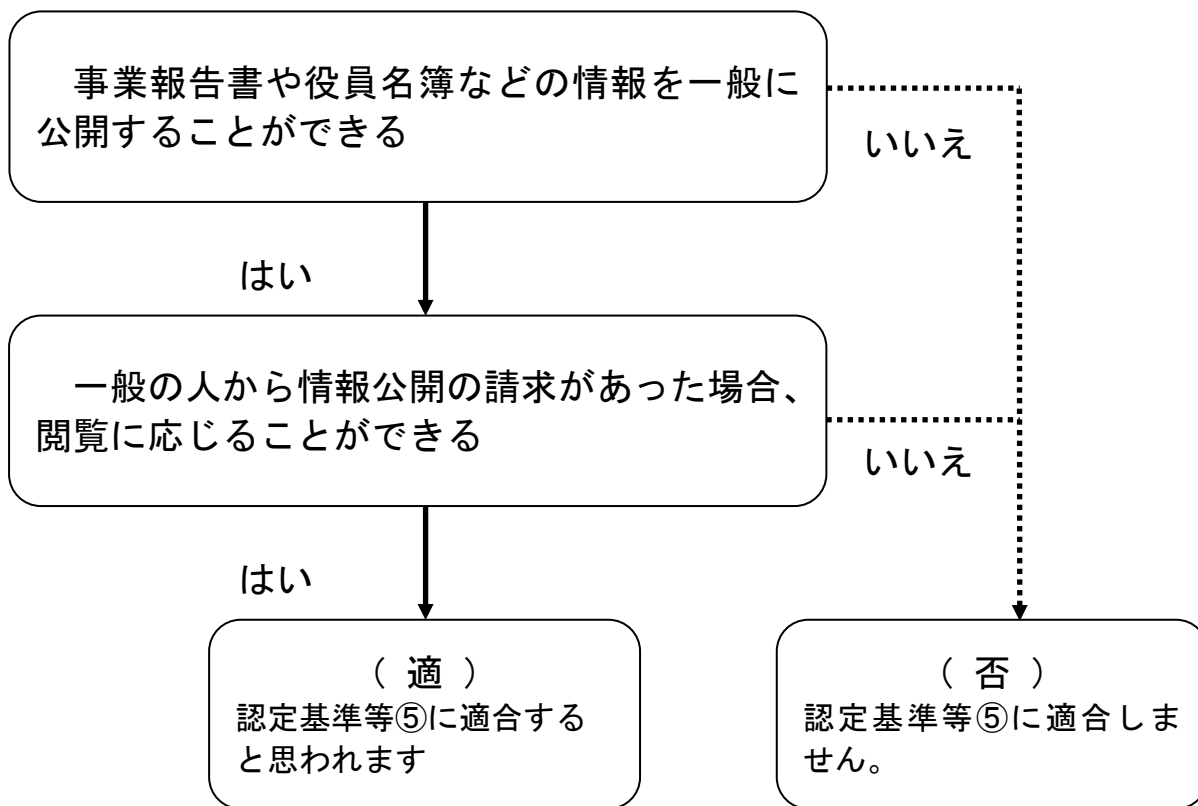 事業報告書や役員名簿などの情報を一般に
公開することができる
いいえ
はい
一般の人から情報公開の請求があった場合、
閲覧に応じることができる
いいえ
はい
（ 適 ）
認定基準等⑤に適合する
と思われます
（ 否 ）
認定基準等⑤に適合しま
せん。